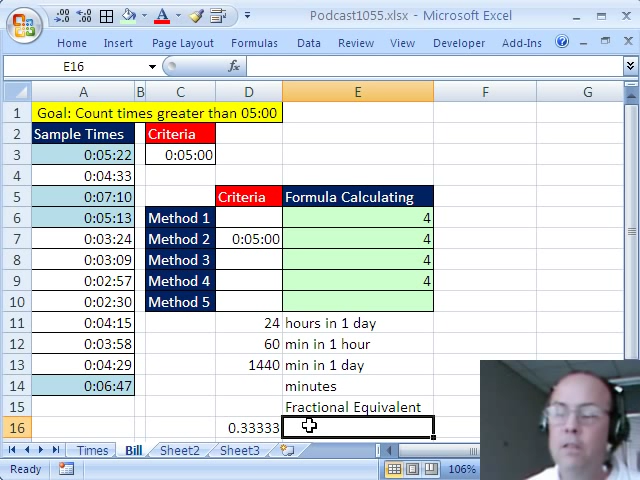 Podcast1055.xlsx - Microsoft Excel
Home Insert Page Layout Formulas Data Review View Developer Add-Ins
E16 fx
A B C D E F G
1 Goal: Count times greater than 05:00
2 Sample Times Criteria
3 0:05:22 0:05:00
4 0:04:33
5 0:07:10 Criteria Formula Calculating
6 0:05:13 Method 1 4
7 0:03:24 Method 2 0:05:00 4
8 0:03:09 Method 3 4
9 0:02:57 Method 4 4
10 0:02:30 Method 5
11 0:04:15 24 hours in 1 day
12 0:03:58 60 min in 1 hour
13 0:04:29 1440 min in 1 day
14 0:06:47 minutes
15 Fractional Equivalent
16 0.33333
Times Bill Sheet2 Sheet3
Ready 106%